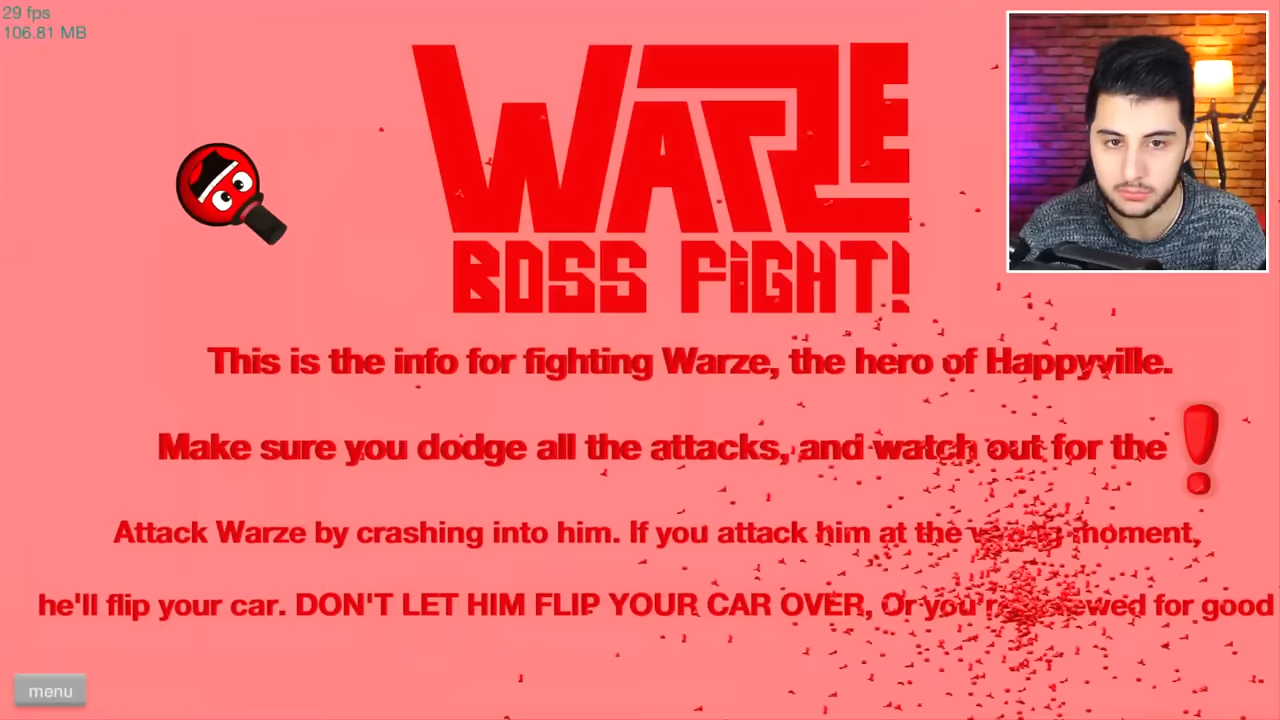 29 fps
106.81 MB
WARZE
BOSS FiGHT!
This is the info for fighting Warze, the hero of Happyville.
Make sure you dodge all the attacks, and watch out for the !
Attack Warze by crashing into him. If you attack him at the wrong moment,
he'll flip your car. DON'T LET HIM FLIP YOUR CAR OVER, Or you're screwed for good
menu